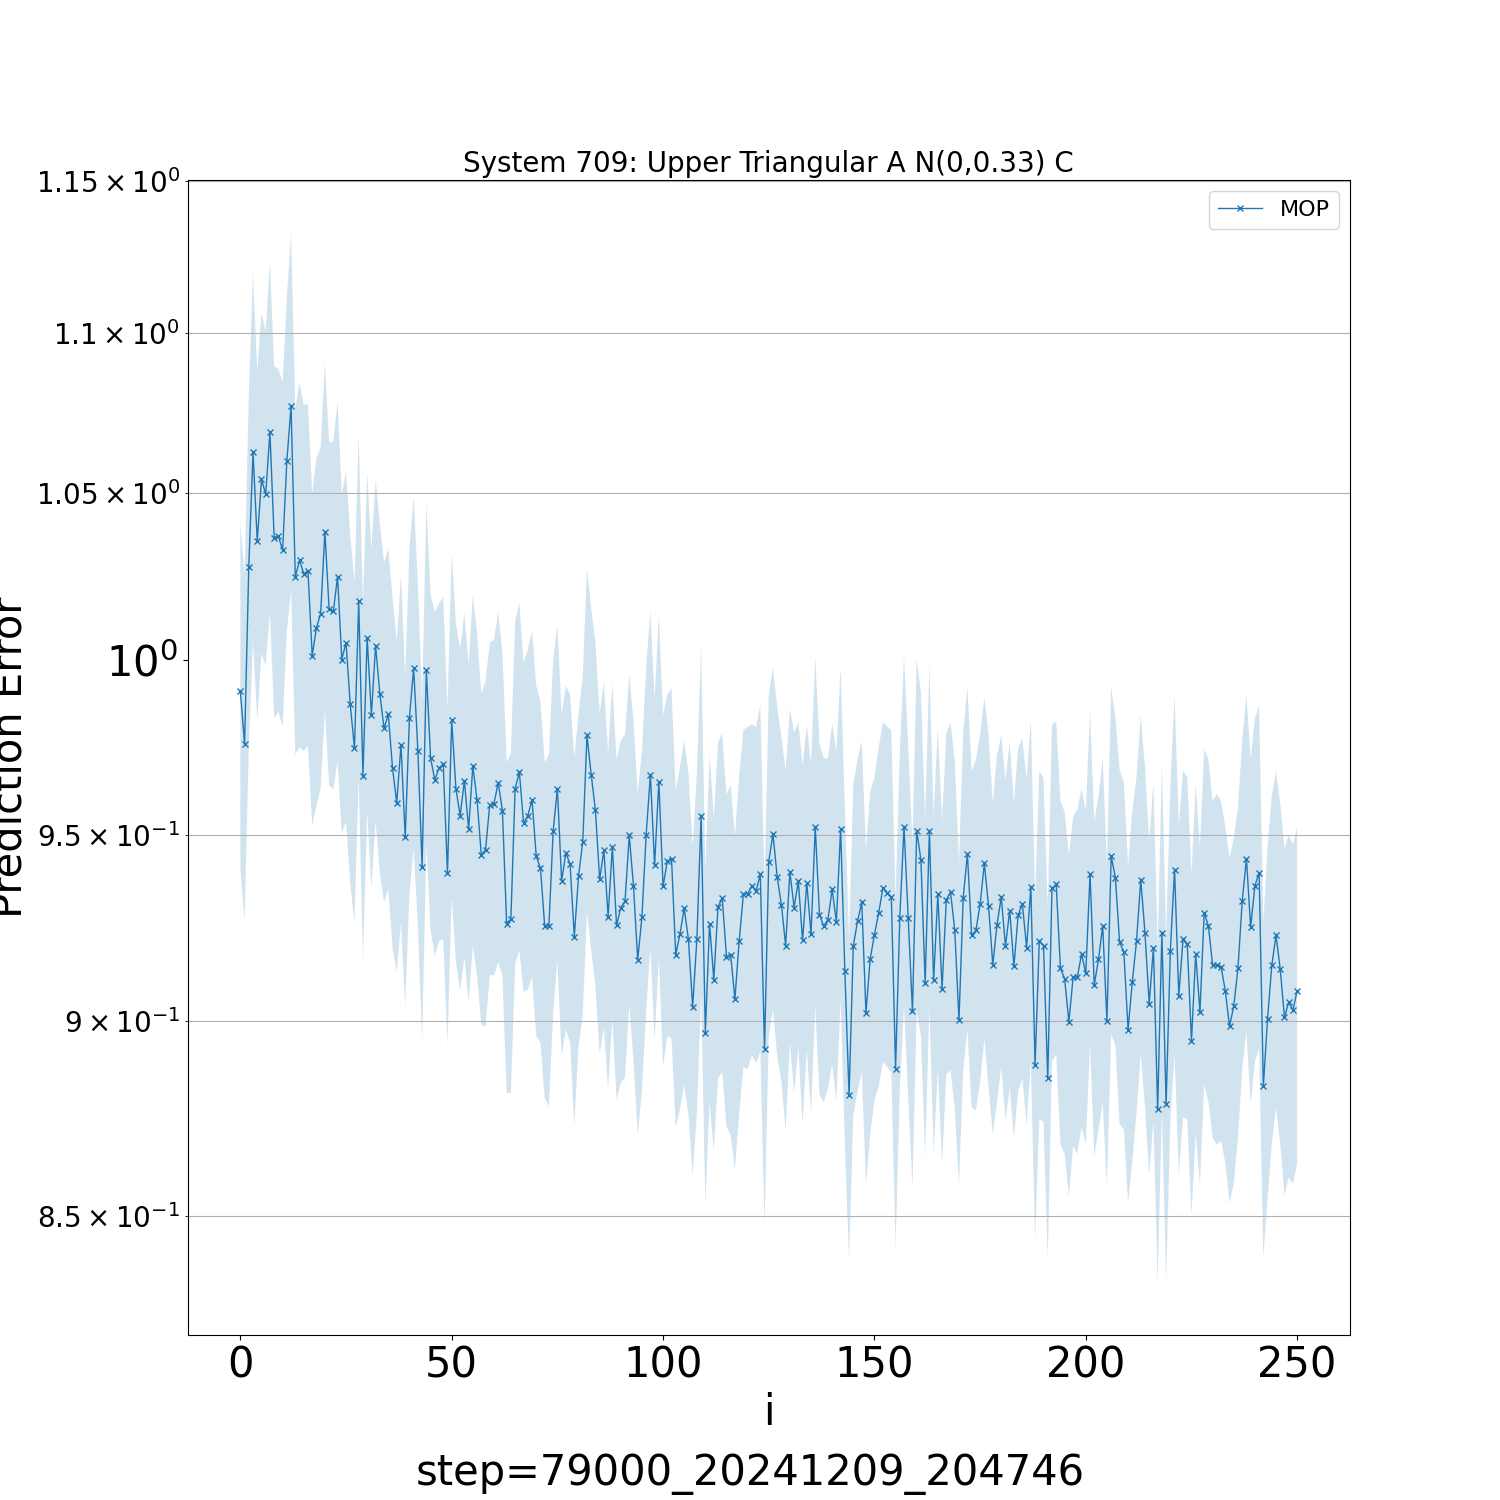 System 709: Upper Triangular A N(0,0.33) C
MOP
1.15 × 10⁰
1.1 × 10⁰
1.05 × 10⁰
10⁰
9.5 × 10⁻¹
9 × 10⁻¹
8.5 × 10⁻¹
Prediction Error
0 50 100 150 200 250
i
step=79000_20241209_204746